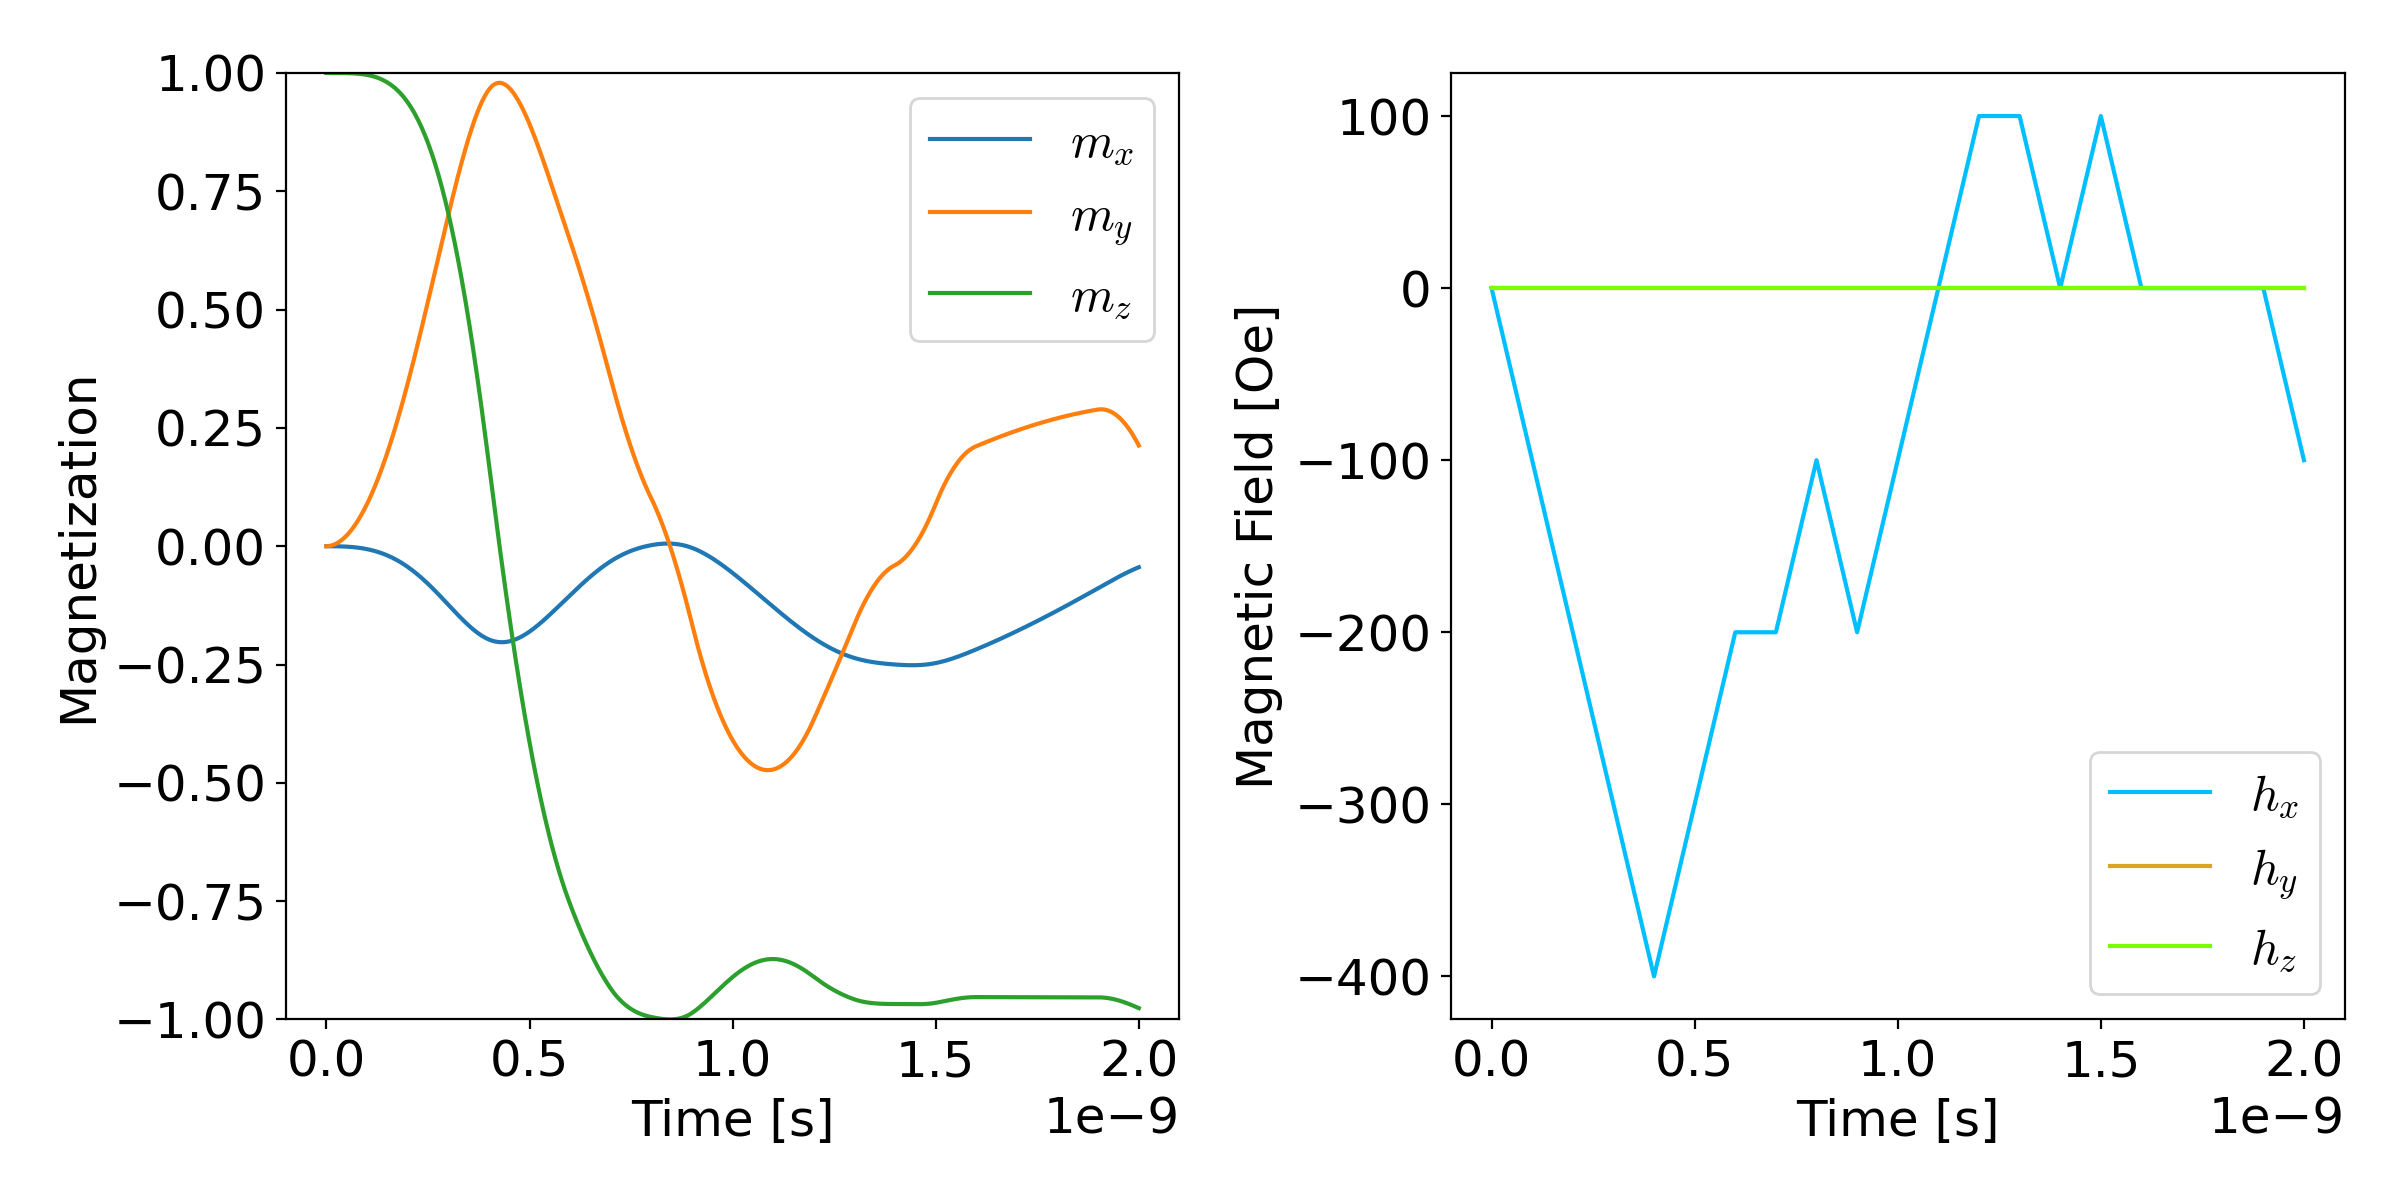 Magnetization
1.00
0.75
0.50
0.25
0.00
−0.25
−0.50
−0.75
−1.00
0.0 0.5 1.0 1.5 2.0
Time [s]
1e−9
m_x
m_y
m_z
Magnetic Field [Oe]
100
0
−100
−200
−300
−400
0.0 0.5 1.0 1.5 2.0
Time [s]
1e−9
h_x
h_y
h_z